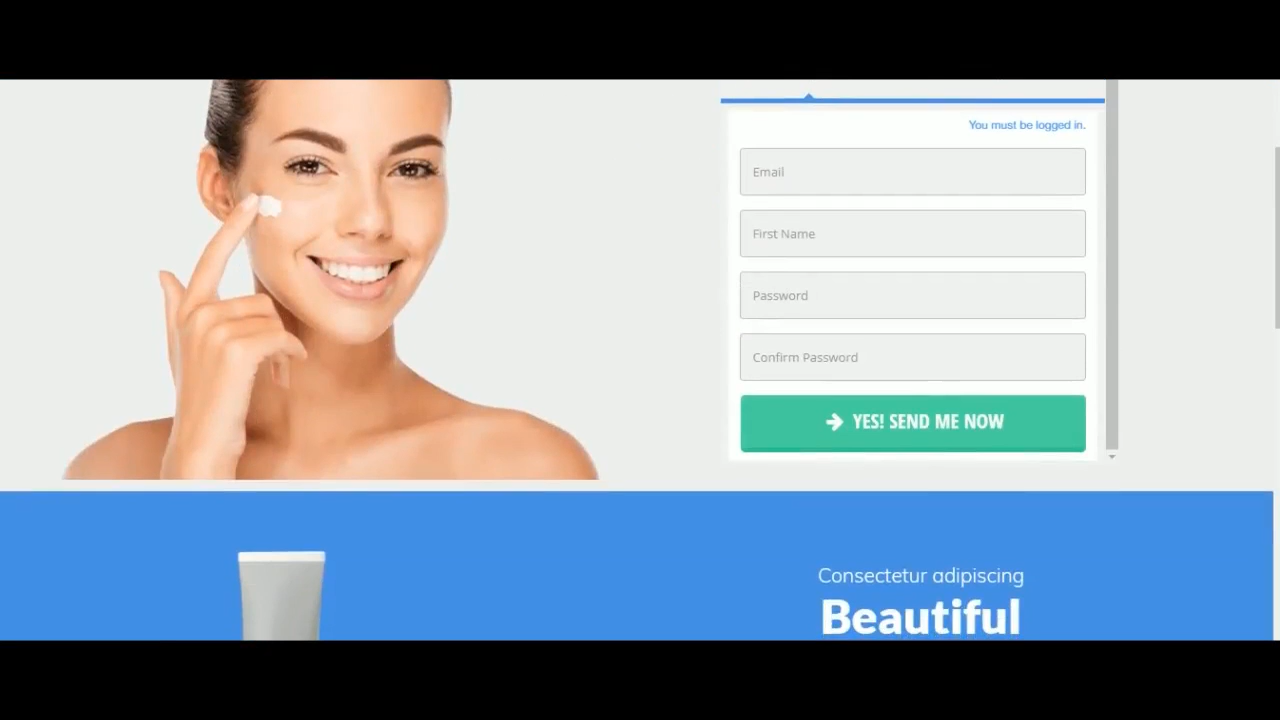 You must be logged in.
Email
First Name
Password
Confirm Password
YES! SEND ME NOW
Consectetur adipiscing
Beautiful